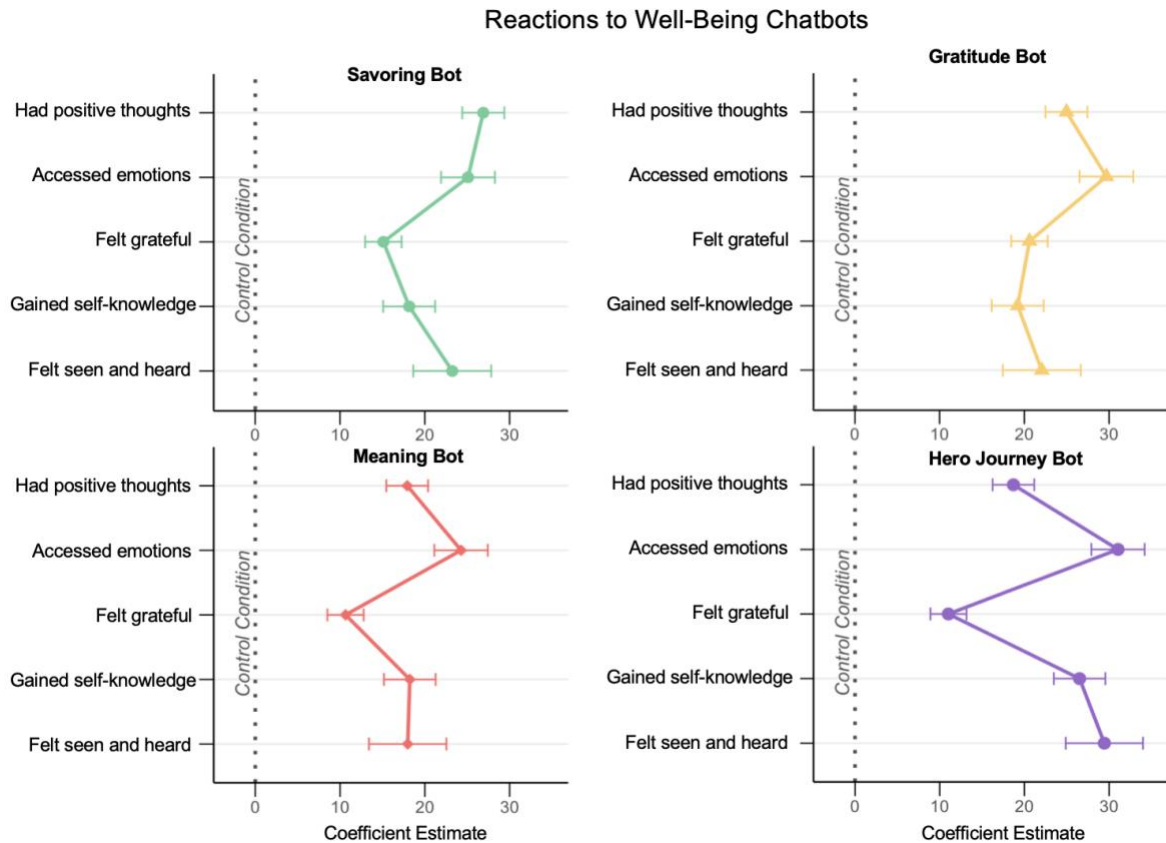 Reactions to Well-Being Chatbots
Savoring Bot
Had positive thoughts
Accessed emotions
Felt grateful
Gained self-knowledge
Felt seen and heard
Control Condition
0 10 20 30
Gratitude Bot
Had positive thoughts
Accessed emotions
Felt grateful
Gained self-knowledge
Felt seen and heard
Control Condition
0 10 20 30
Meaning Bot
Had positive thoughts
Accessed emotions
Felt grateful
Gained self-knowledge
Felt seen and heard
Control Condition
0 10 20 30
Coefficient Estimate
Hero Journey Bot
Had positive thoughts
Accessed emotions
Felt grateful
Gained self-knowledge
Felt seen and heard
Control Condition
0 10 20 30
Coefficient Estimate